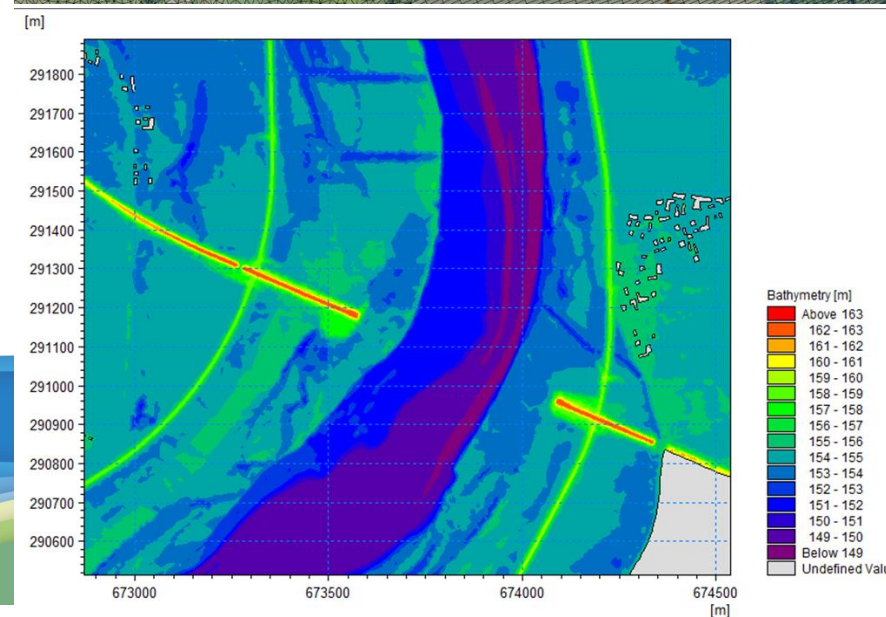 [m]
291800
291700
291600
291500
291400
291300
291200
291100
291000
290900
290800
290700
290600
673000 673500 674000 674500
[m]
Bathymetry [m]
Above 163
162 - 163
161 - 162
160 - 161
159 - 160
158 - 159
157 - 158
156 - 157
155 - 156
154 - 155
153 - 154
152 - 153
151 - 152
150 - 151
149 - 150
Below 149
Undefined Valu